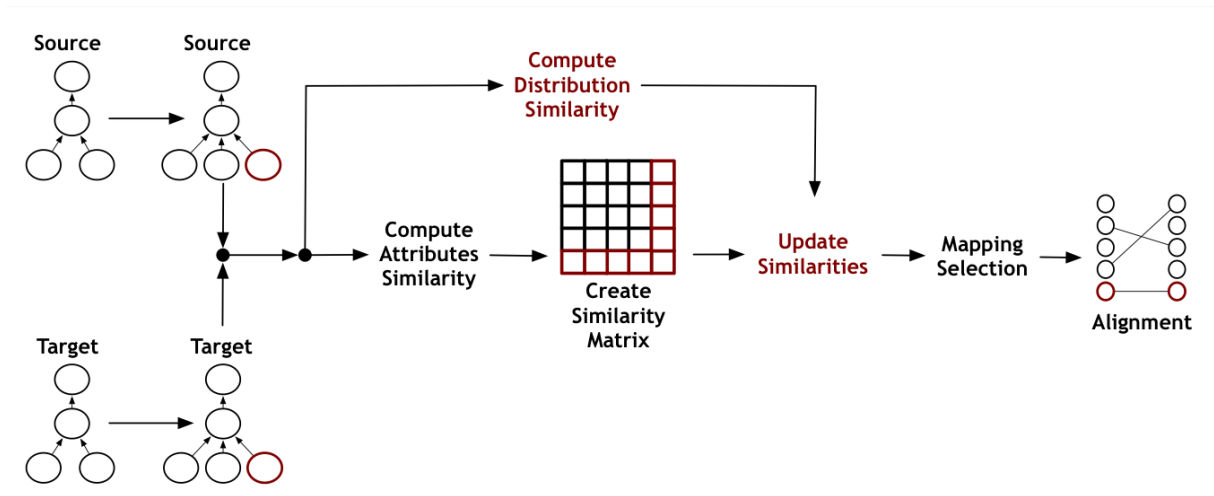 Source
Source
Compute
Distribution
Similarity
Compute
Attributes
Similarity
Create
Similarity
Matrix
Update
Similarities
Mapping
Selection
Alignment
Target
Target